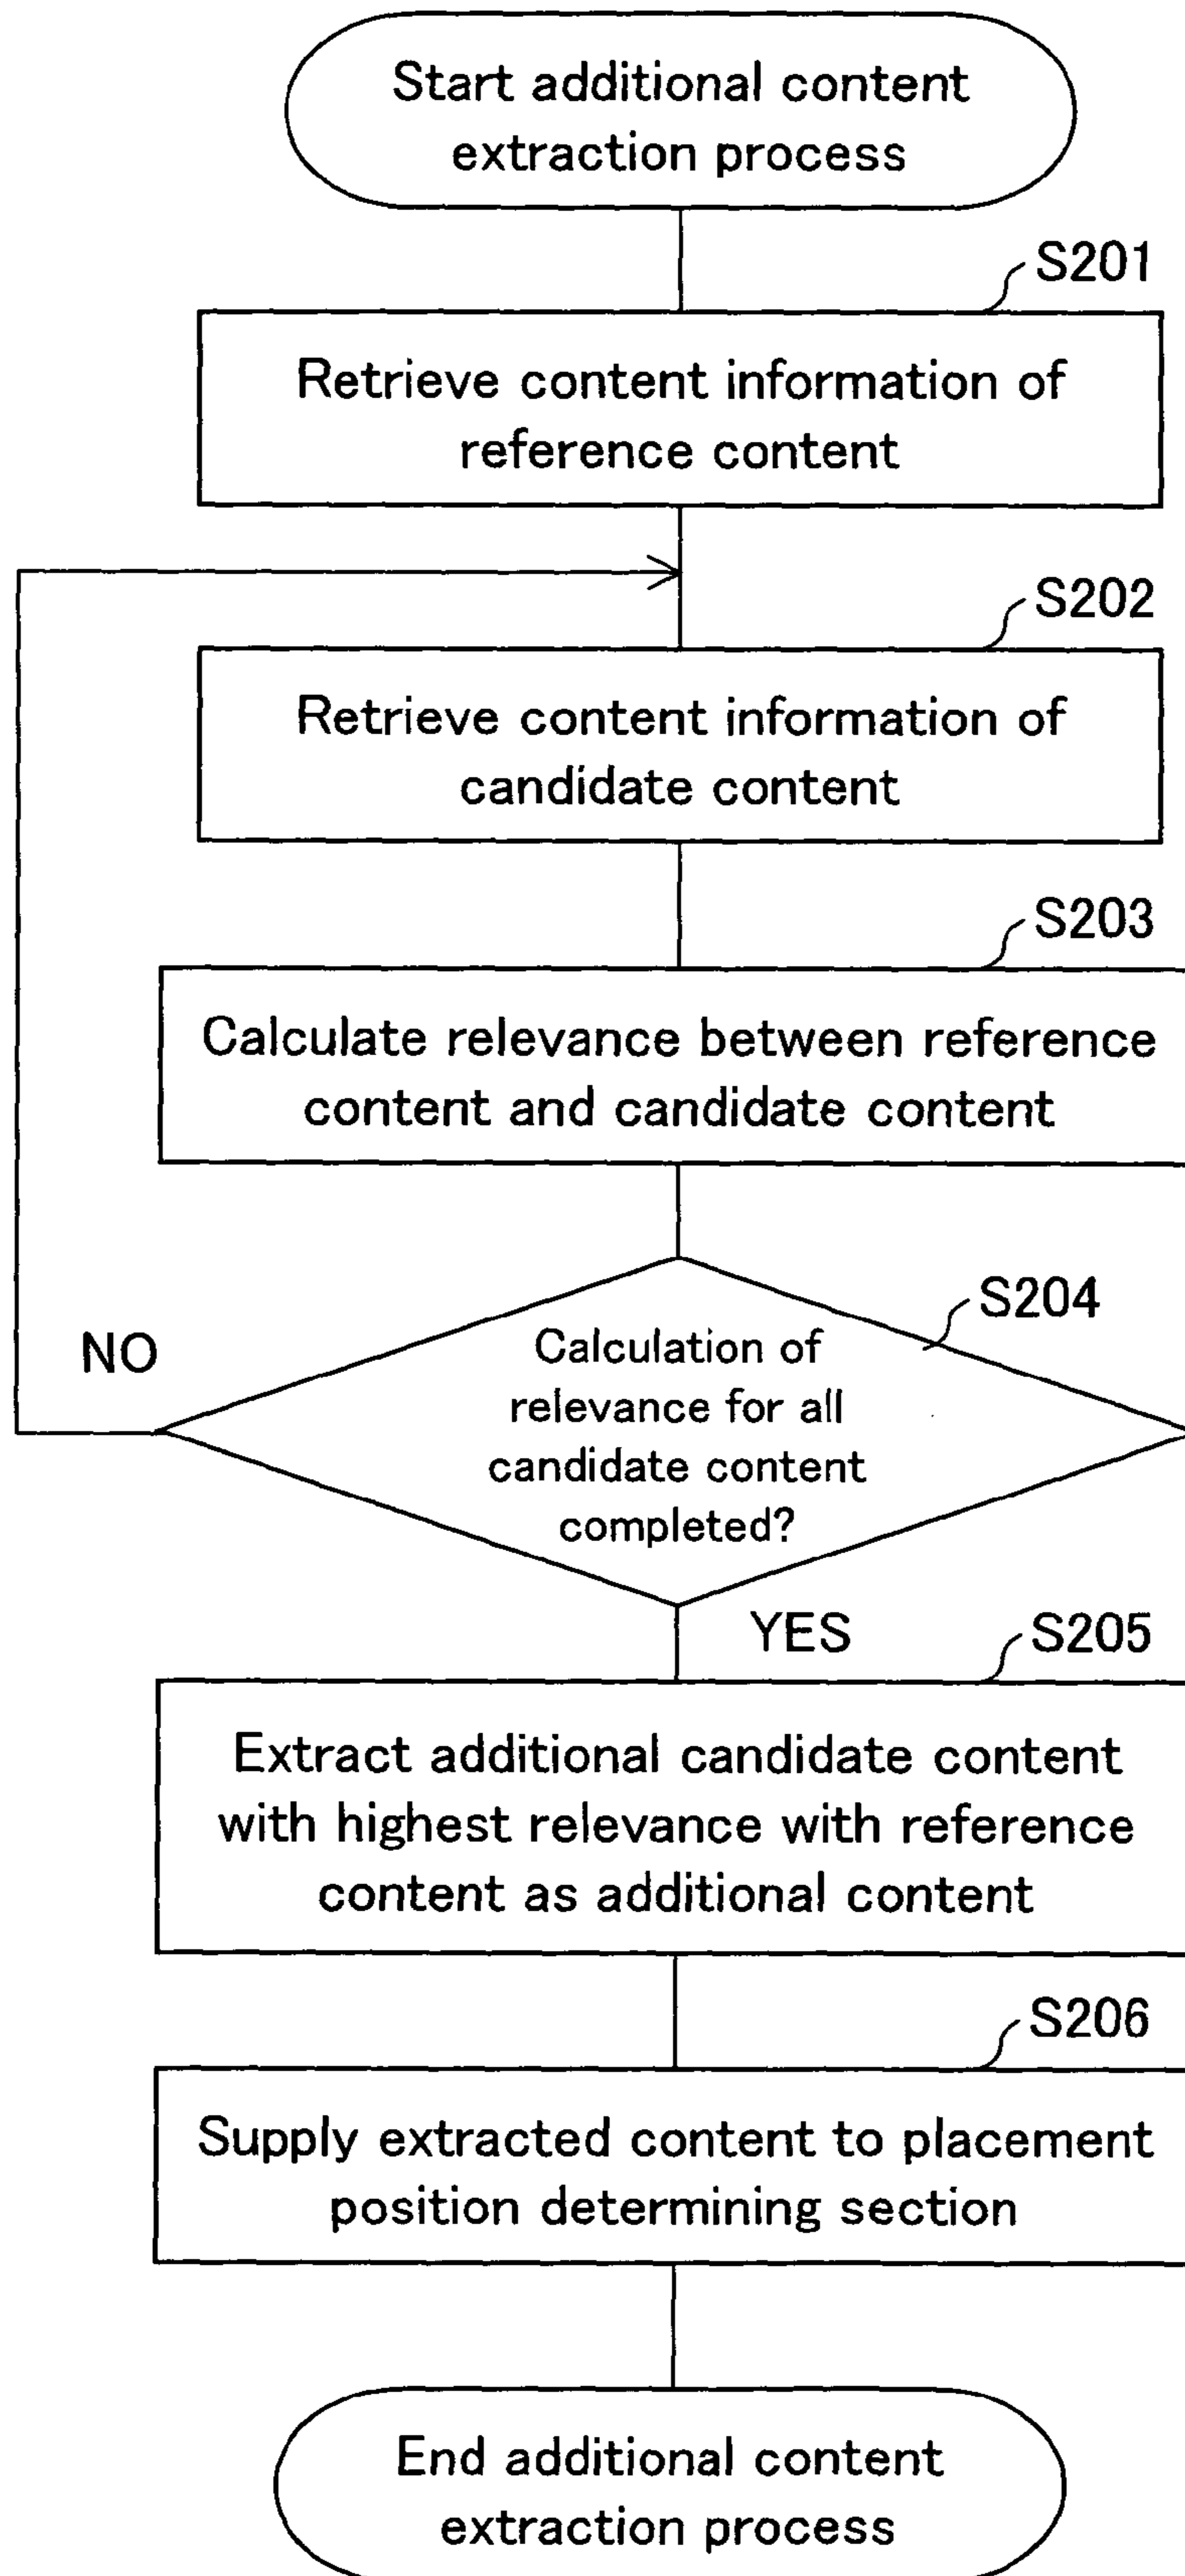 Start additional content
extraction process
S201
Retrieve content information of
reference content
S202
Retrieve content information of
candidate content
S203
Calculate relevance between reference
content and candidate content
S204
NO
Calculation of
relevance for all
candidate content
completed?
YES
S205
Extract additional candidate content
with highest relevance with reference
content as additional content
S206
Supply extracted content to placement
position determining section
End additional content
extraction process